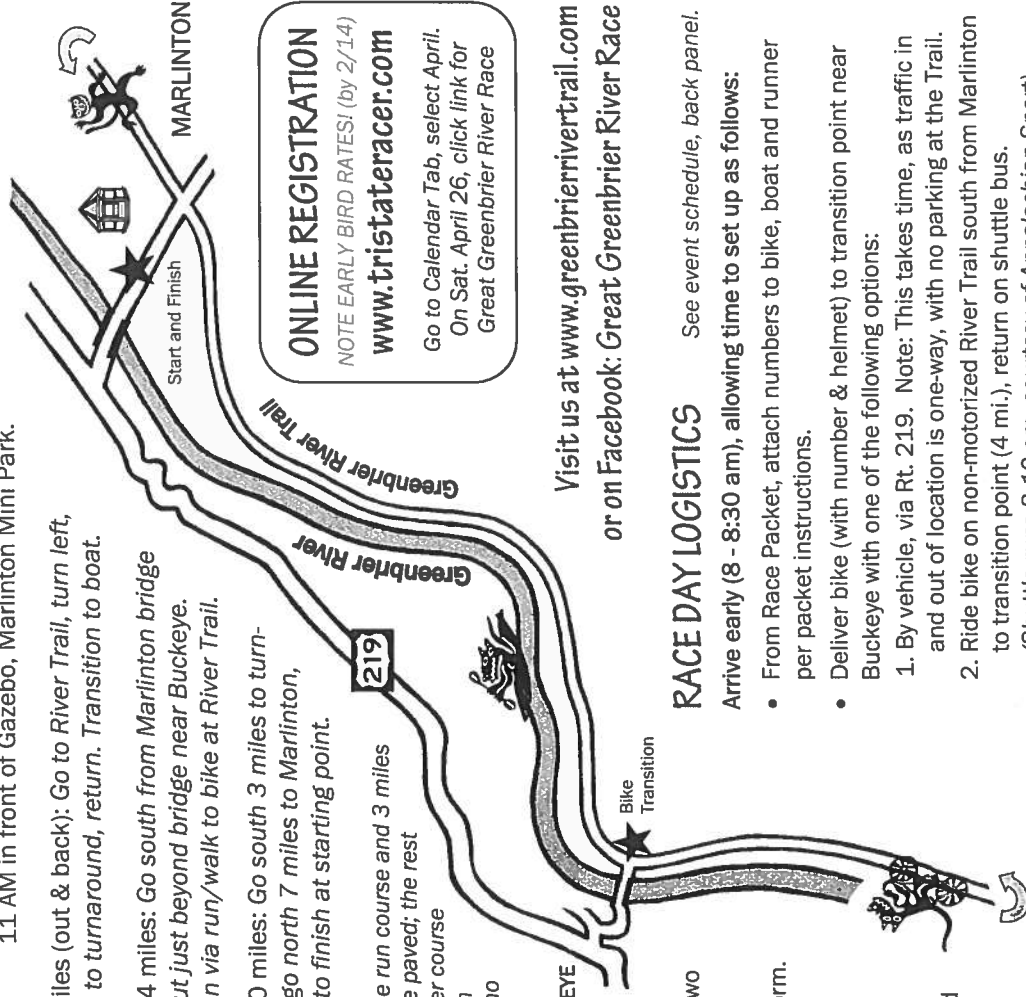 11 AM in front of Gazebo, Marlinton Mini Park.
iles (out & back): Go to River Trail, turn left,
to turnaround, return. Transition to boat.
4 miles: Go south from Marlinton bridge
ut just beyond bridge near Buckeye.
n via run/walk to bike at River Trail.
0 miles: Go south 3 miles to turn-
go north 7 miles to Marlinton,
to finish at starting point.
e run course and 3 miles
e paved; the rest
er course
no
EYE
wo
orm.
MARLINTON
Start and Finish
Greenbrier River Trail
Greenbrier River
219
Bike
Transition
ONLINE REGISTRATION
NOTE EARLY BIRD RATES! (by 2/14)
www.tristateracer.com
Go to Calendar Tab, select April.
On Sat. April 26, click link for
Great Greenbrier River Race
Visit us at www.greenbrierrivertrail.com
or on Facebook: Great Greenbrier River Race
RACE DAY LOGISTICS See event schedule, back panel.
Arrive early (8 - 8:30 am), allowing time to set up as follows:
• From Race Packet, attach numbers to bike, boat and runner
per packet instructions.
• Deliver bike (with number & helmet) to transition point near
Buckeye with one of the following options:
1. By vehicle, via Rt. 219. Note: This takes time, as traffic in
and out of location is one-way, with no parking at the Trail.
2. Ride bike on non-motorized River Trail south from Marlinton
to transition point (4 mi.), return on shuttle bus.